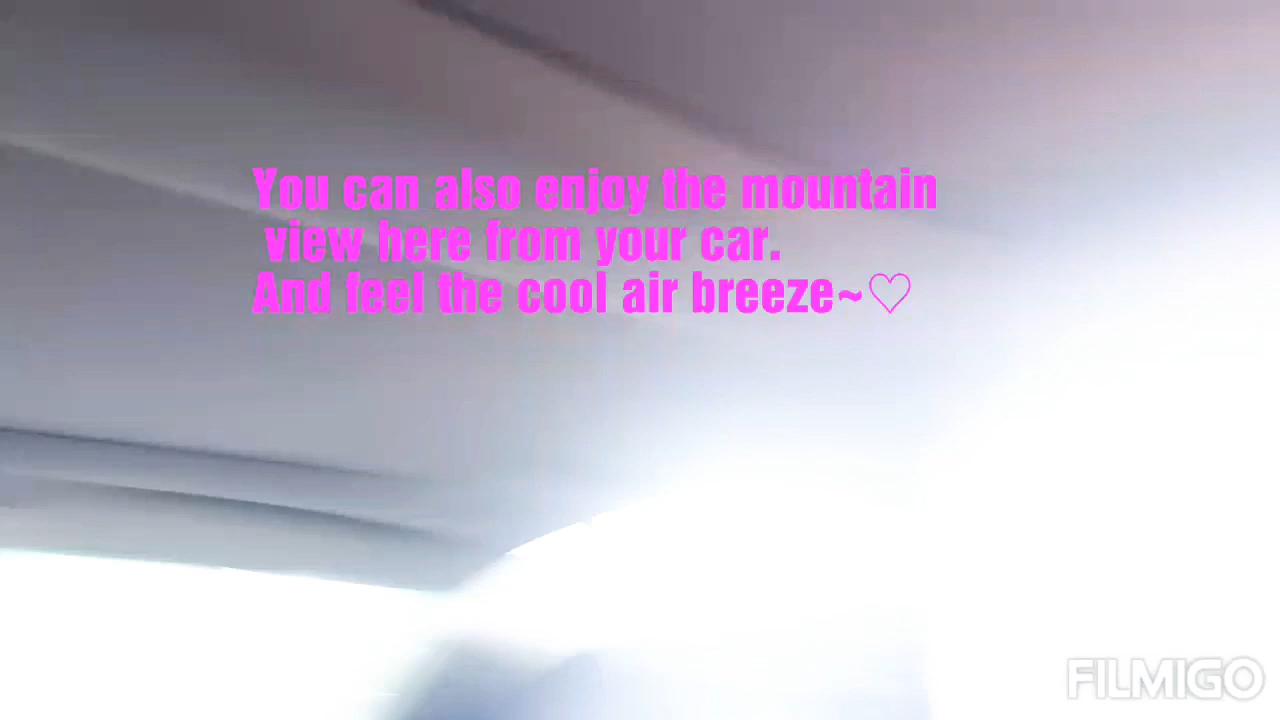 You can also enjoy the mountain
view here from your car.
And feel the cool air breeze~♡
FILMIGO